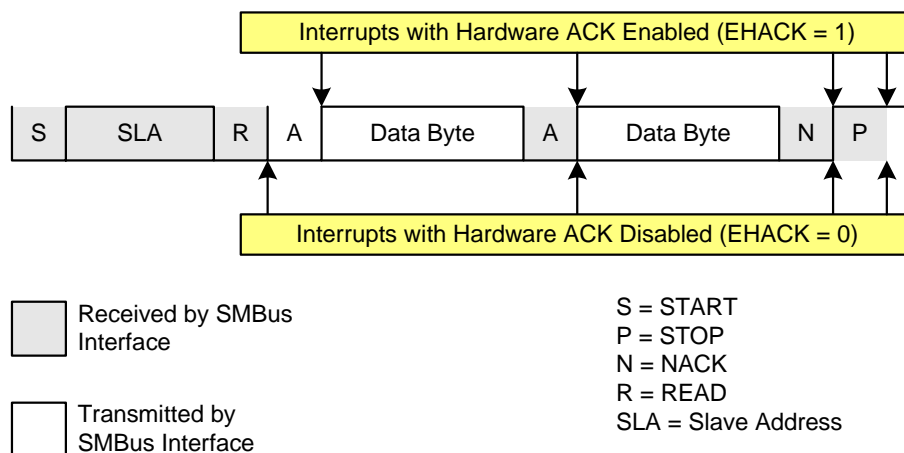 Interrupts with Hardware ACK Enabled (EHACK = 1)
S SLA R A Data Byte A Data Byte N P
Interrupts with Hardware ACK Disabled (EHACK = 0)
Received by SMBus
Interface
Transmitted by
SMBus Interface
S = START
P = STOP
N = NACK
R = READ
SLA = Slave Address